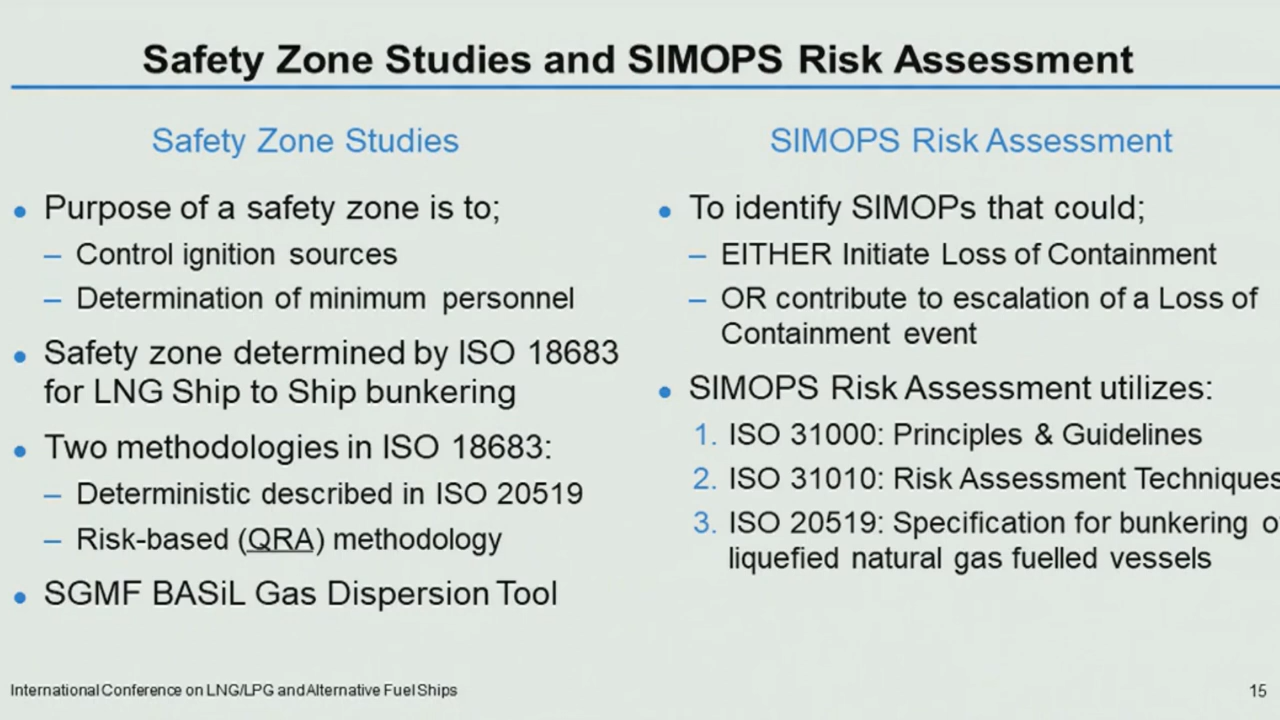 Safety Zone Studies and SIMOPS Risk Assessment
Safety Zone Studies
• Purpose of a safety zone is to;
– Control ignition sources
– Determination of minimum personnel
• Safety zone determined by ISO 18683
for LNG Ship to Ship bunkering
• Two methodologies in ISO 18683:
– Deterministic described in ISO 20519
– Risk-based (QRA) methodology
• SGMF BASiL Gas Dispersion Tool
SIMOPS Risk Assessment
• To identify SIMOPs that could;
– EITHER Initiate Loss of Containment
– OR contribute to escalation of a Loss of
Containment event
• SIMOPS Risk Assessment utilizes:
1. ISO 31000: Principles & Guidelines
2. ISO 31010: Risk Assessment Techniques
3. ISO 20519: Specification for bunkering o
liquefied natural gas fuelled vessels
International Conference on LNG/LPG and Alternative Fuel Ships
15